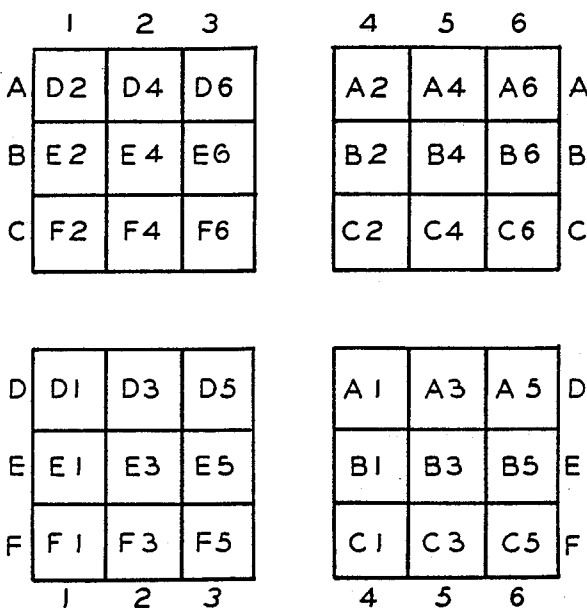 1 2 3 4 5 6
A D2 D4 D6 A2 A4 A6 A
B E2 E4 E6 B2 B4 B6 B
C F2 F4 F6 C2 C4 C6 C
D D1 D3 D5 A1 A3 A5 D
E E1 E3 E5 B1 B3 B5 E
F F1 F3 F5 C1 C3 C5 F
1 2 3 4 5 6